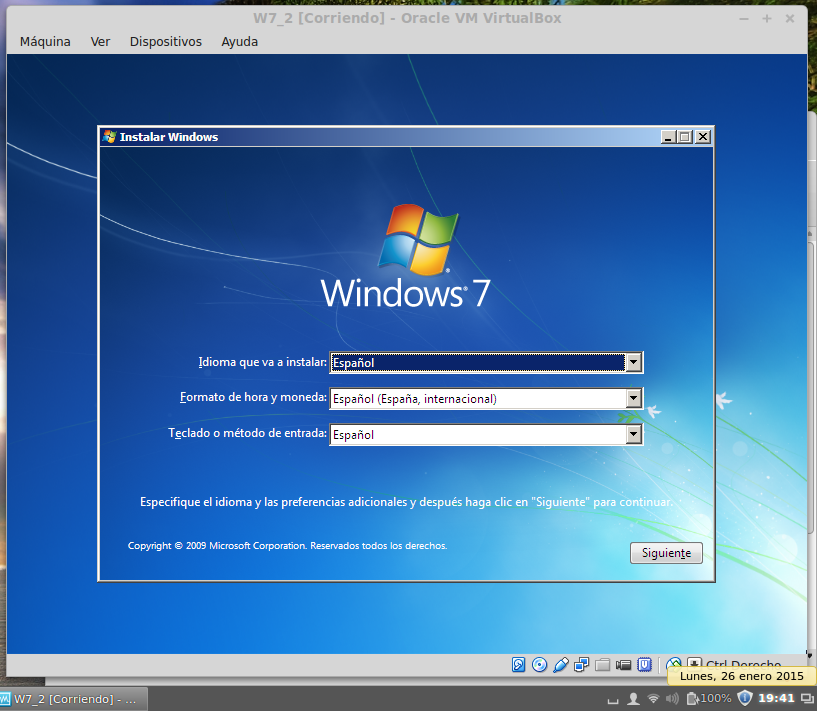 W7_2 [Corriendo] - Oracle VM VirtualBox
Máquina Ver Dispositivos Ayuda
Instalar Windows
Windows® 7
Idioma que va a instalar: Español
Formato de hora y moneda: Español (España, internacional)
Teclado o método de entrada: Español
Especifique el idioma y las preferencias adicionales y después haga clic en "Siguiente" para continuar.
Copyright © 2009 Microsoft Corporation. Reservados todos los derechos.
Siguiente
Ctrl Derecho
Lunes, 26 enero 2015
W7_2 [Corriendo] - ...
100% 19:41